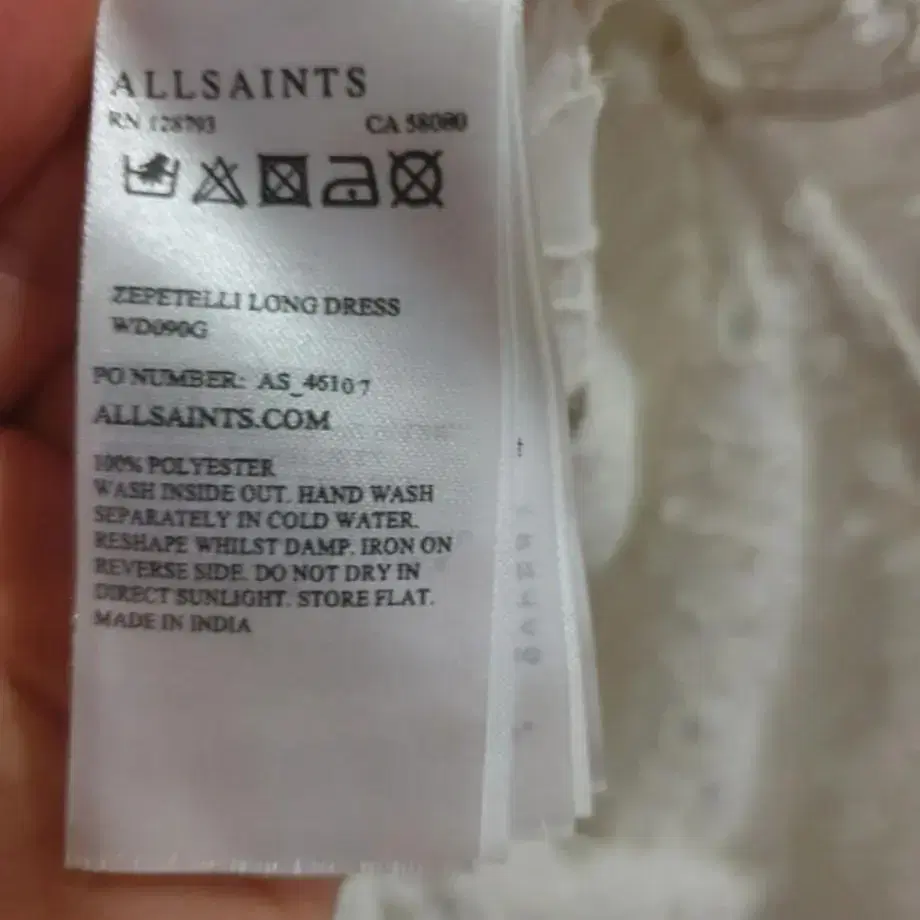 ALLSAINTS
RN 128793 CA 58080
ZEPETELLI LONG DRESS
WD090G
PO NUMBER: AS_46107
ALLSAINTS.COM
100% POLYESTER
WASH INSIDE OUT. HAND WASH
SEPARATELY IN COLD WATER.
RESHAPE WHILST DAMP. IRON ON
REVERSE SIDE. DO NOT DRY IN
DIRECT SUNLIGHT. STORE FLAT.
MADE IN INDIA